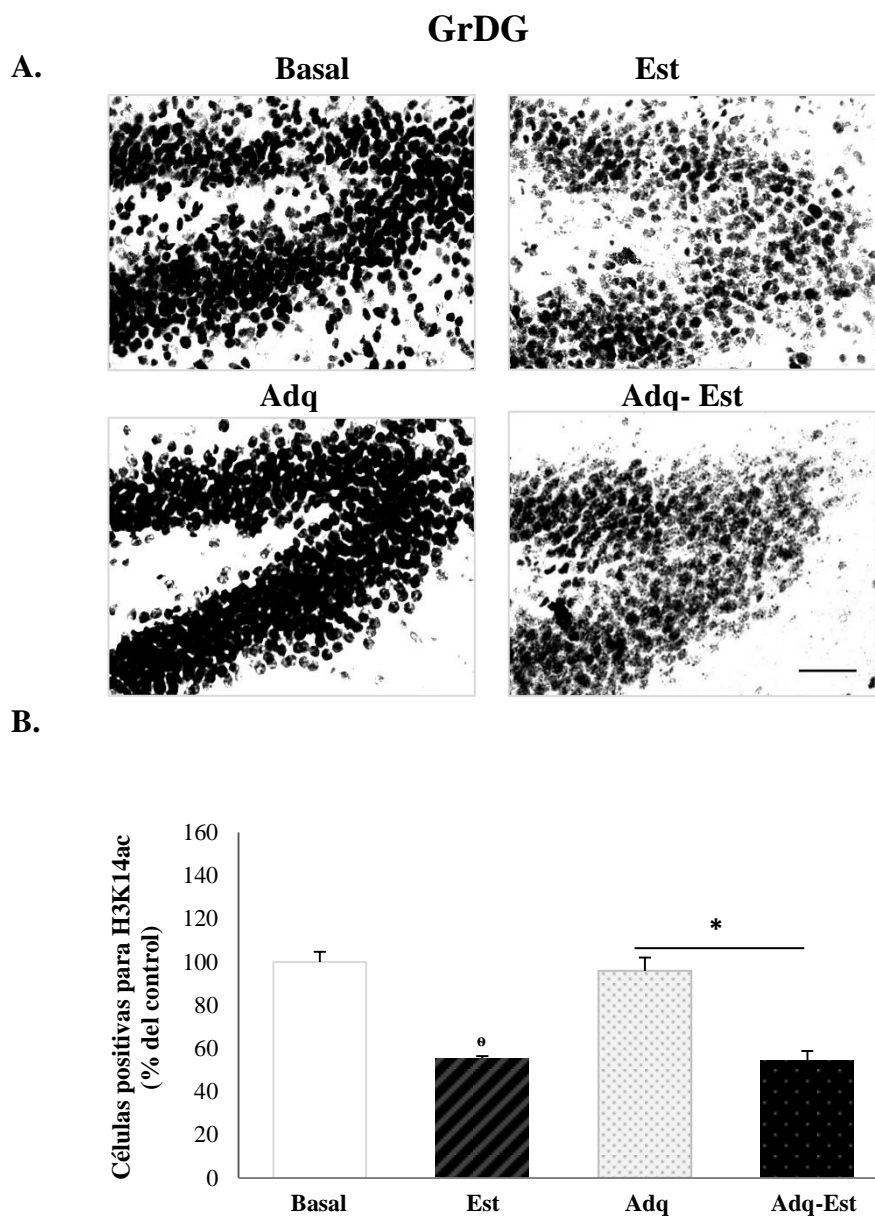 GrDG
A.
Basal
Est
Adq
Adq- Est
B.
Células positivas para H3K14ac
(% del control)
160
140
120
100
80
60
40
20
0
ө
*
Basal
Est
Adq
Adq-Est